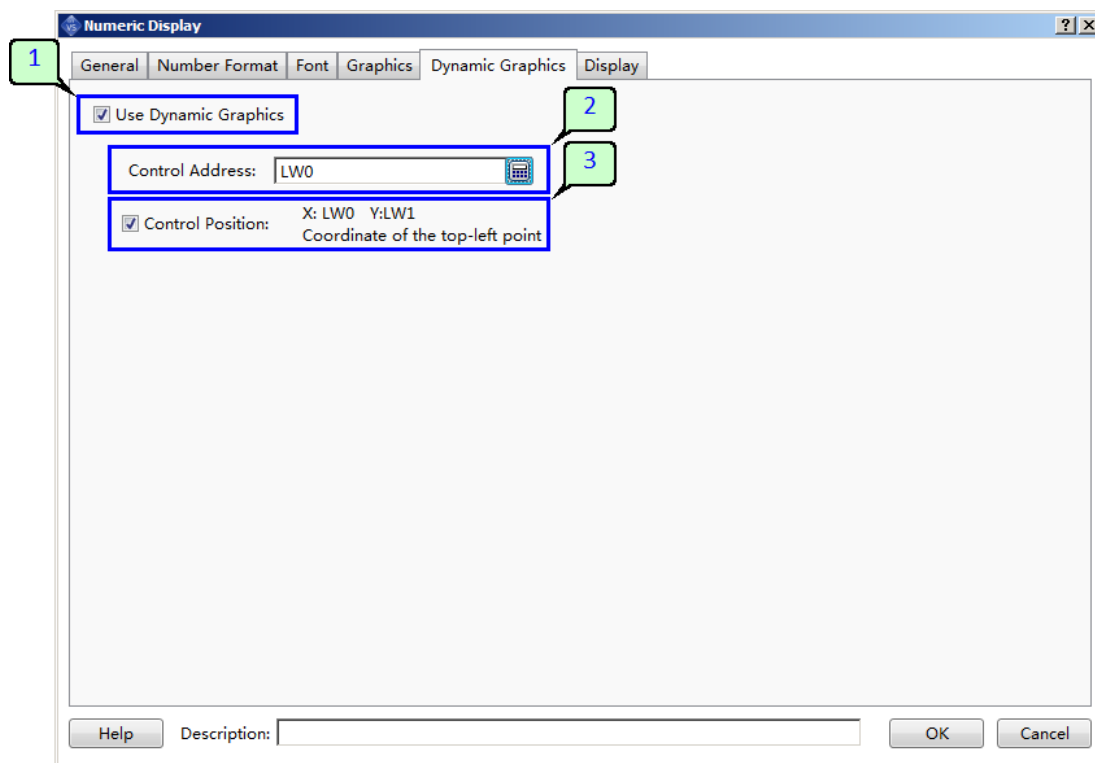 VS Numeric Display ? X
1
General Number Format Font Graphics Dynamic Graphics Display
Use Dynamic Graphics
2
Control Address: LW0
3
Control Position: X: LW0 Y:LW1
Coordinate of the top-left point
Help Description: OK Cancel